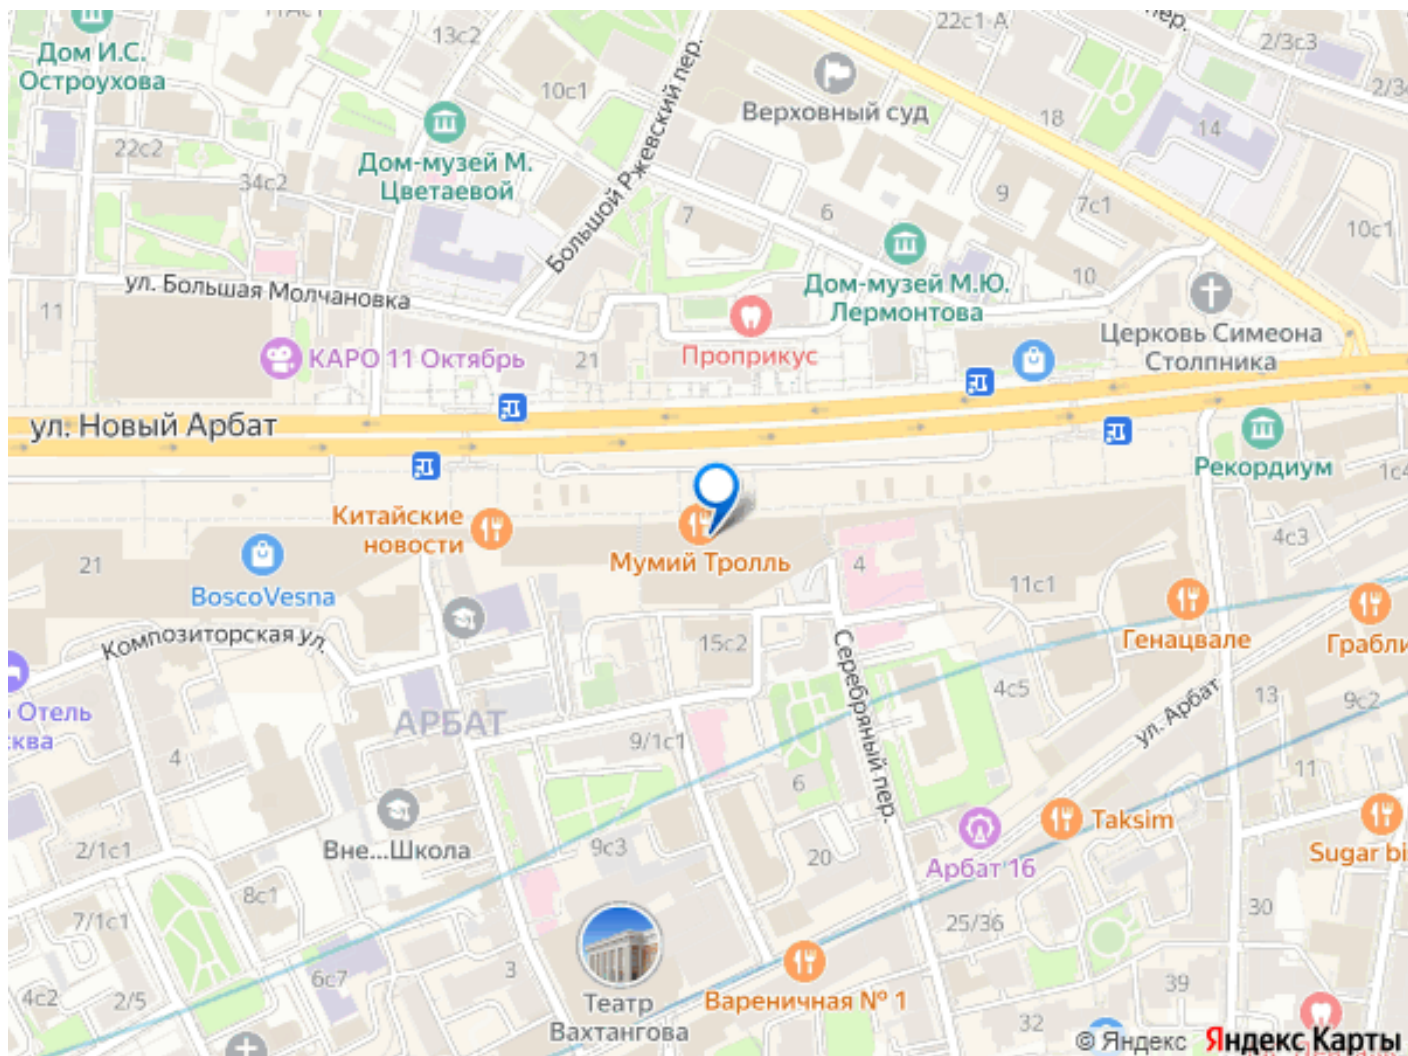 Дом И.С.
Остроухова
13с2
22с1-А
пер.
2/3с3
10с1
Большой Ржевский пер.
Верховный суд
18
14
22с2
34с2
Дом-музей М.
Цветаевой
7
6
9
7с1
10с1
10
Дом-музей М.Ю.
Лермонтова
ул. Большая Молчановка
11
КАРО 11 Октябрь
21
Проприкус
Церковь Симеона
Столпника
ул. Новый Арбат
Рекордиум
Китайские
новости
21
BoscoVesna
Мумий Тролль
4
11с1
4с3
Генацвале
Композиторская ул.
15с2
Серебряный пер.
4с5
13
9с2
ул. Арбат
Отель
АРБАТ
4
9/1с1
6
11
Taksim
Вне...Школа
2/1с1
9с3
20
Арбат 16
8с1
7/1с1
25/36
30
6с7
3
4с2
2/5
Театр
Вахтангова
Вареничная № 1
39
32
© Яндекс Яндекс Карты